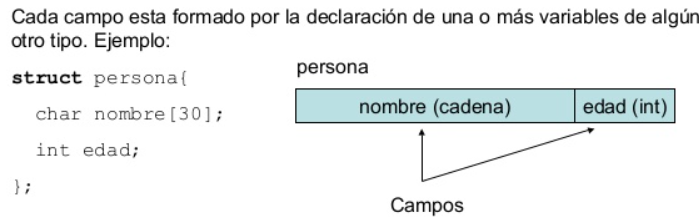 Cada campo esta formado por la declaración de una o más variables de algún
otro tipo. Ejemplo:
struct persona{
char nombre[30];
int edad;
};
persona
nombre (cadena) edad (int)
Campos